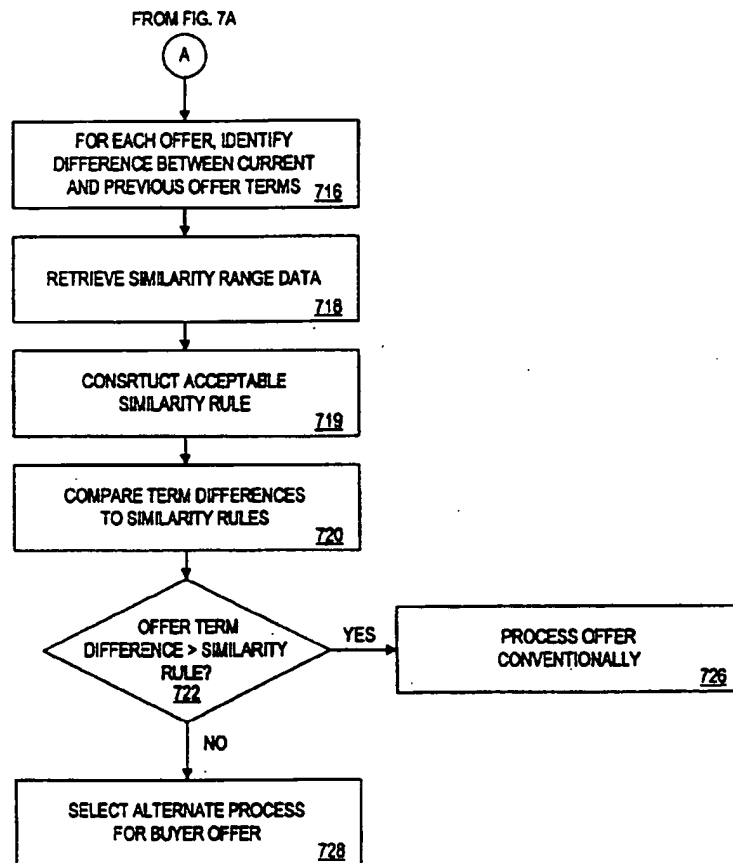 FROM FIG. 7A
A
FOR EACH OFFER, IDENTIFY
DIFFERENCE BETWEEN CURRENT
AND PREVIOUS OFFER TERMS
716
RETRIEVE SIMILARITY RANGE DATA
718
CONSRTUCT ACCEPTABLE
SIMILARITY RULE
719
COMPARE TERM DIFFERENCES
TO SIMILARITY RULES
720
OFFER TERM
DIFFERENCE > SIMILARITY
RULE?
722
YES
PROCESS OFFER
CONVENTIONALLY
726
NO
SELECT ALTERNATE PROCESS
FOR BUYER OFFER
728